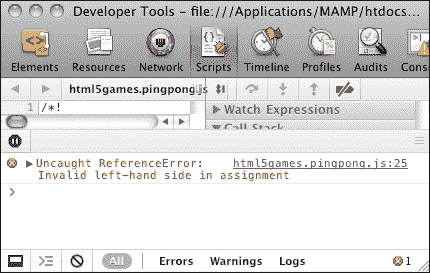 Developer Tools – file:///Applications/MAMP/htdocs...
Elements Resources Network Scripts Timeline Profiles Audits Conso
html5games.pingpong.js
1 /*!
Watch Expressions
Call Stack
Uncaught ReferenceError: html5games.pingpong.js:25
Invalid left-hand side in assignment
All Errors Warnings Logs 1